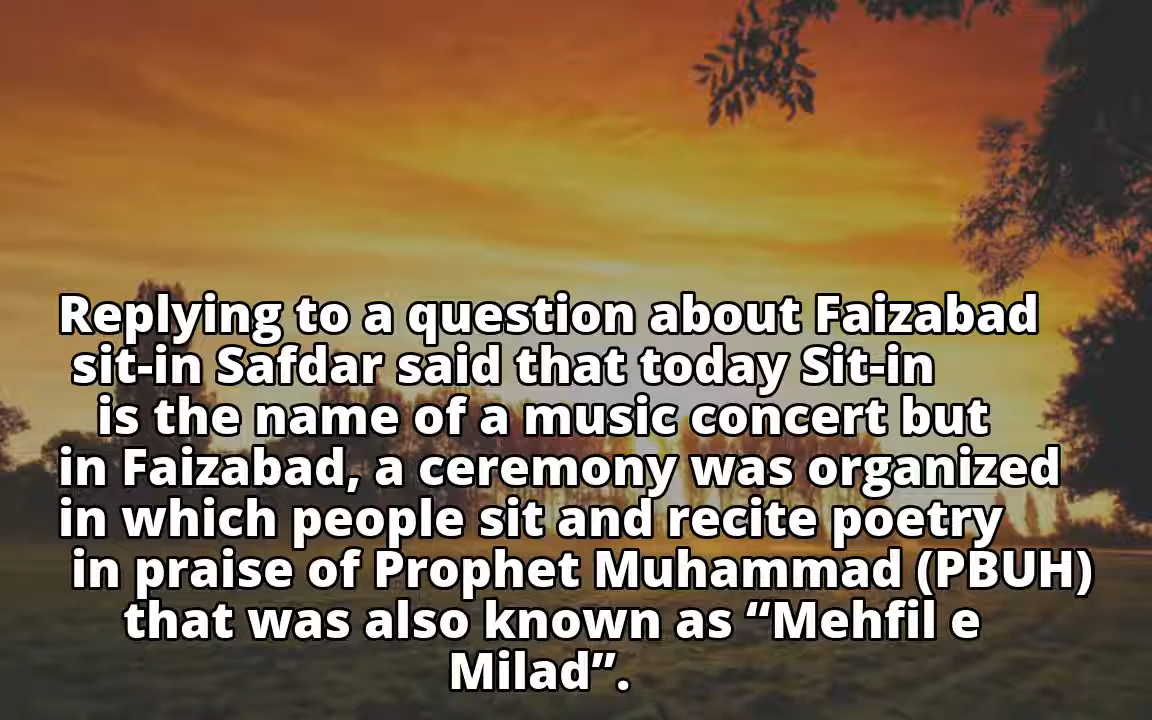 Replying to a question about Faizabad
sit-in Safdar said that today Sit-in
is the name of a music concert but
in Faizabad, a ceremony was organized
in which people sit and recite poetry
in praise of Prophet Muhammad (PBUH)
that was also known as “Mehfil e
Milad”.